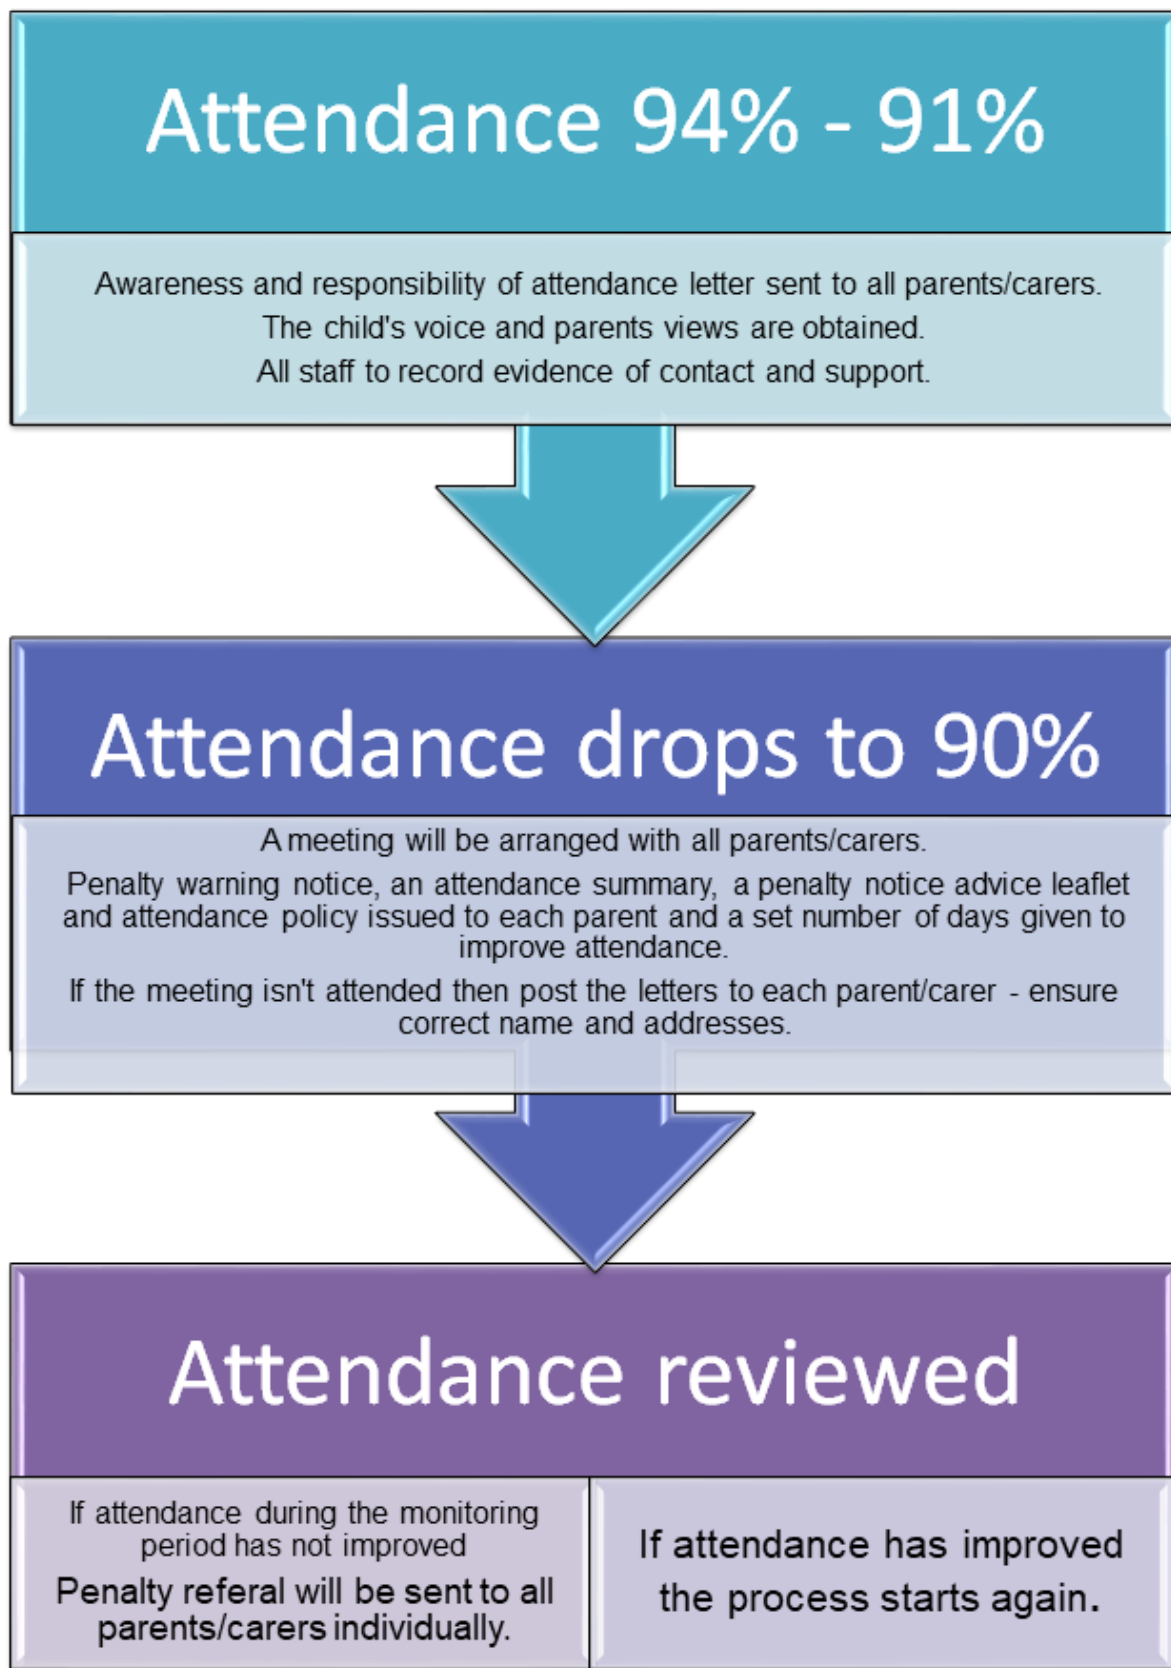 Attendance 94% - 91%
Awareness and responsibility of attendance letter sent to all parents/carers.
The child's voice and parents views are obtained.
All staff to record evidence of contact and support.
Attendance drops to 90%
A meeting will be arranged with all parents/carers.
Penalty warning notice, an attendance summary, a penalty notice advice leaflet
and attendance policy issued to each parent and a set number of days given to
improve attendance.
If the meeting isn't attended then post the letters to each parent/carer - ensure
correct name and addresses.
Attendance reviewed
If attendance during the monitoring
period has not improved
Penalty referal will be sent to all
parents/carers individually.
If attendance has improved
the process starts again.